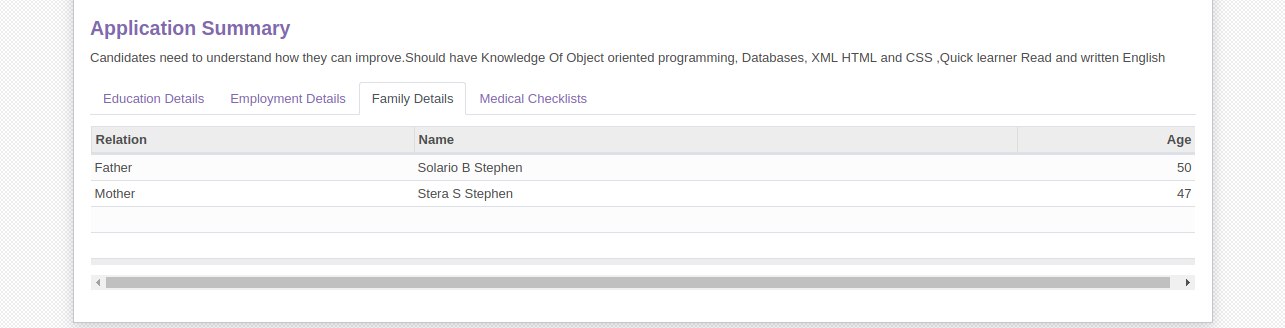 Application Summary
Candidates need to understand how they can improve.Should have Knowledge Of Object oriented programming, Databases, XML HTML and CSS ,Quick learner Read and written English
Education Details Employment Details Family Details Medical Checklists
Relation Name Age
Father Solario B Stephen 50
Mother Stera S Stephen 47